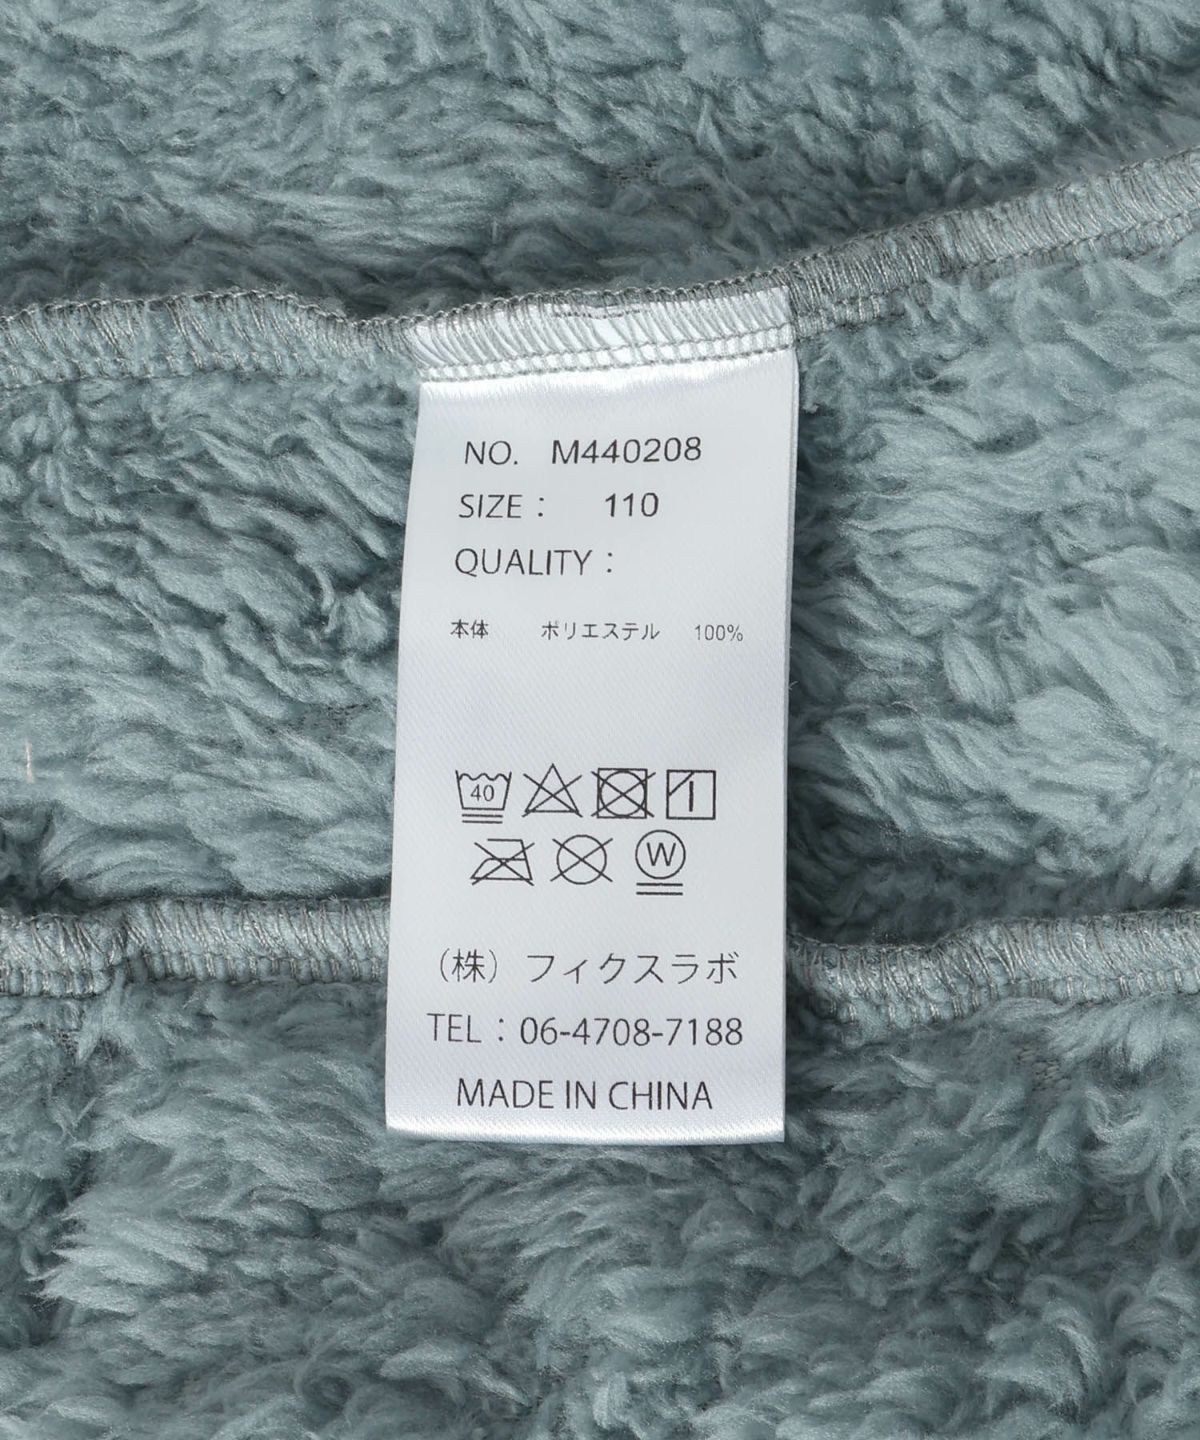 NO. M440208
SIZE： 110
QUALITY：
本体 ポリエステル 100%
40
W
（株）フィクスラボ
TEL：06-4708-7188
MADE IN CHINA